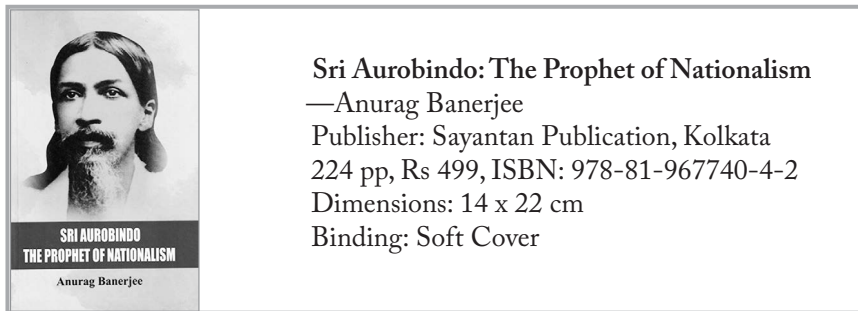 SRI AUROBINDO
THE PROPHET OF NATIONALISM
Anurag Banerjee
Sri Aurobindo: The Prophet of Nationalism
—Anurag Banerjee
Publisher: Sayantan Publication, Kolkata
224 pp, Rs 499, ISBN: 978-81-967740-4-2
Dimensions: 14 x 22 cm
Binding: Soft Cover